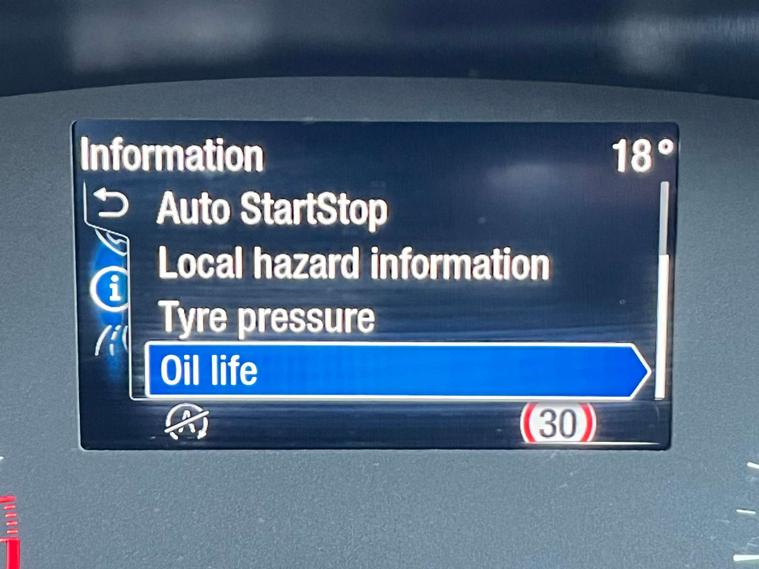 Information 18°
Auto StartStop
Local hazard information
i
Tyre pressure
Oil life
A 30